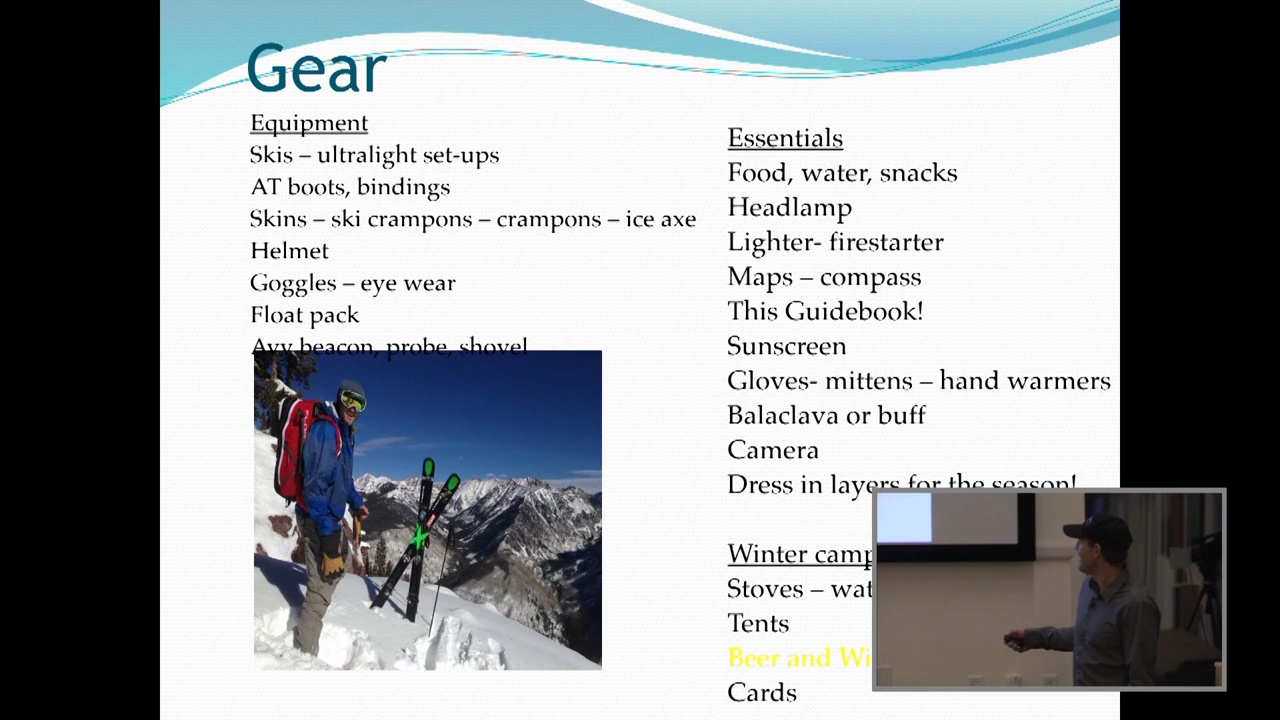 Gear
Equipment
Skis – ultralight set-ups
AT boots, bindings
Skins – ski crampons – crampons – ice axe
Helmet
Goggles – eye wear
Float pack
Avy beacon, probe, shovel
Essentials
Food, water, snacks
Headlamp
Lighter- firestarter
Maps – compass
This Guidebook!
Sunscreen
Gloves- mittens – hand warmers
Balaclava or buff
Camera
Dress in layers for the season!
Winter camp
Stoves – wat
Tents
Beer and Wi
Cards